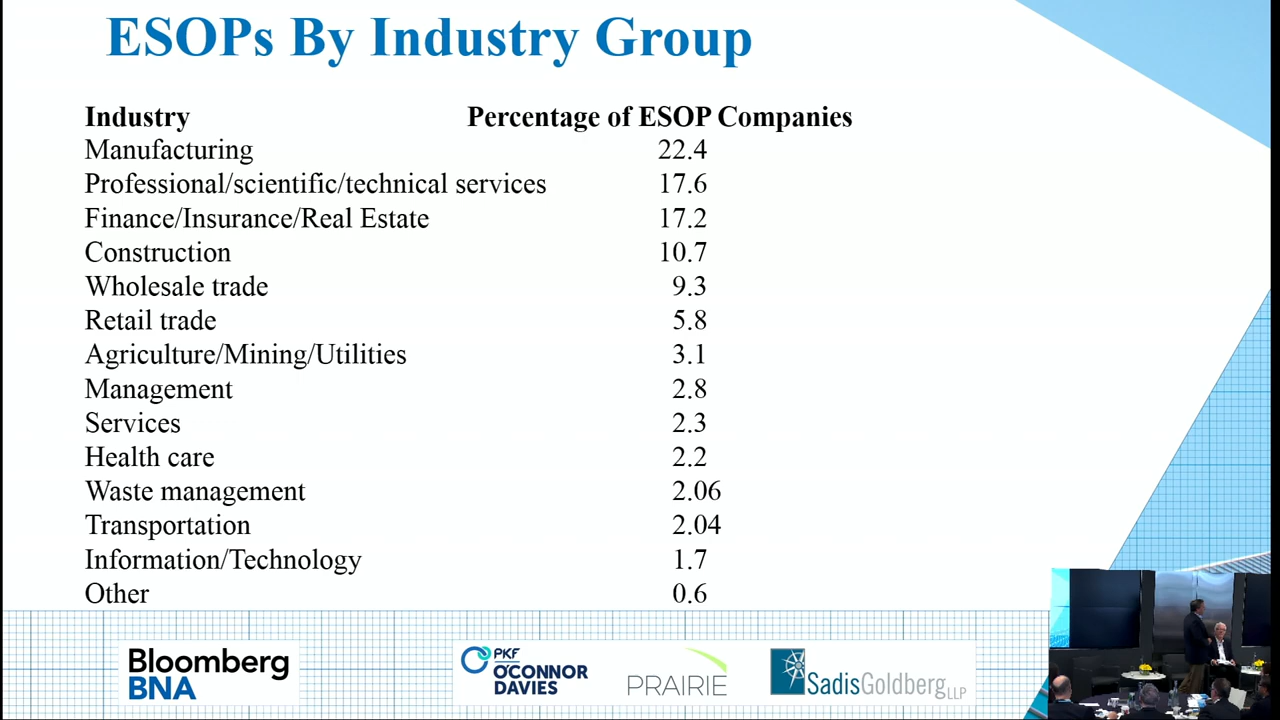 ESOPs By Industry Group
Industry Percentage of ESOP Companies
Manufacturing 22.4
Professional/scientific/technical services 17.6
Finance/Insurance/Real Estate 17.2
Construction 10.7
Wholesale trade 9.3
Retail trade 5.8
Agriculture/Mining/Utilities 3.1
Management 2.8
Services 2.3
Health care 2.2
Waste management 2.06
Transportation 2.04
Information/Technology 1.7
Other 0.6
Bloomberg
BNA
PKF
O'CONNOR
DAVIES
PRAIRIE
SadisGoldberg LLP